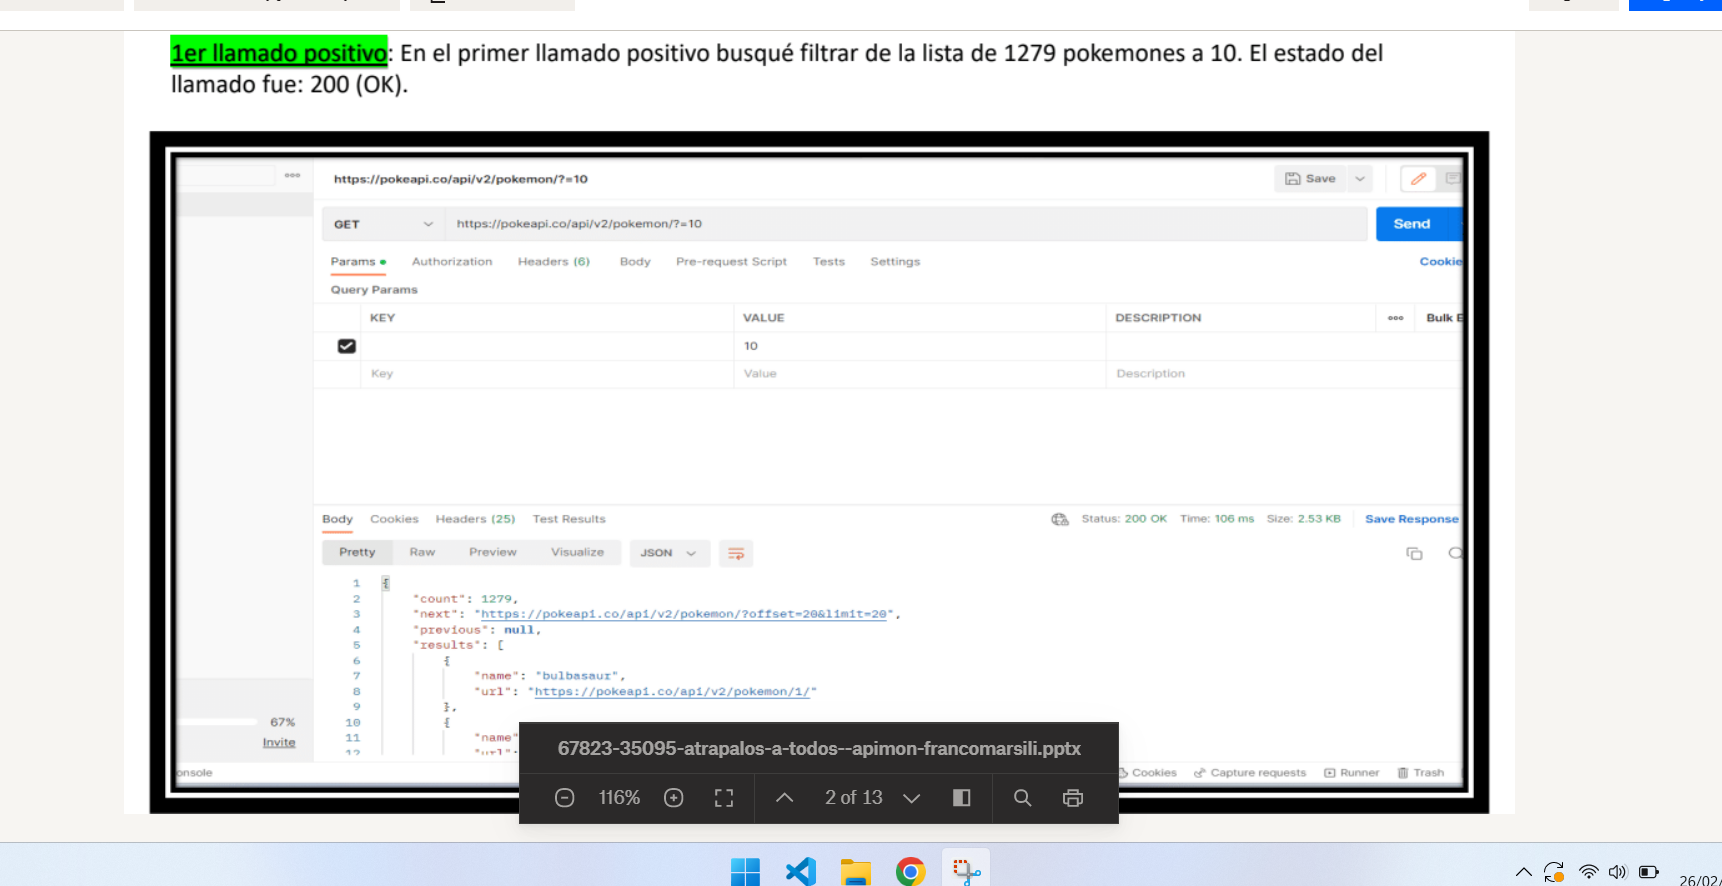 1er llamado positivo: En el primer llamado positivo busqué filtrar de la lista de 1279 pokemones a 10. El estado del
llamado fue: 200 (OK).
https://pokeapi.co/api/v2/pokemon/?=10
Save
GET
https://pokeapi.co/api/v2/pokemon/?=10
Send
Params
Authorization
Headers (6)
Body
Pre-request Script
Tests
Settings
Cookie
Query Params
KEY
VALUE
DESCRIPTION
Bulk E
10
Key
Value
Description
Body
Cookies
Headers (25)
Test Results
Status: 200 OK
Time: 106 ms
Size: 2.53 KB
Save Response
Pretty
Raw
Preview
Visualize
JSON
1 {
2 "count": 1279,
3 "next": "https://pokeapi.co/api/v2/pokemon/?offset=20&limit=20",
4 "previous": null,
5 "results": [
6 {
7 "name": "bulbasaur",
8 "url": "https://pokeapi.co/api/v2/pokemon/1/"
9 },
10 {
11 "name"
12 "url":
67%
Invite
onsole
Cookies
Capture requests
Runner
Trash
67823-35095-atrapalos-a-todos--apimon-francomarsili.pptx
116%
2 of 13
26/02/